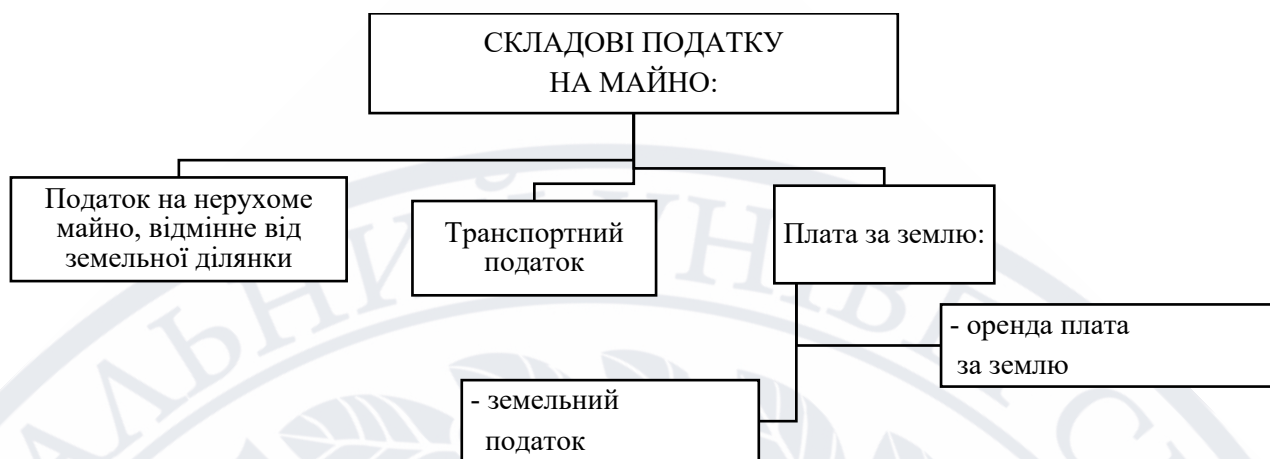 СКЛАДОВІ ПОДАТКУ
НА МАЙНО:
Податок на нерухоме
майно, відмінне від
земельної ділянки
Транспортний
податок
Плата за землю:
- оренда плата
за землю
- земельний
податок